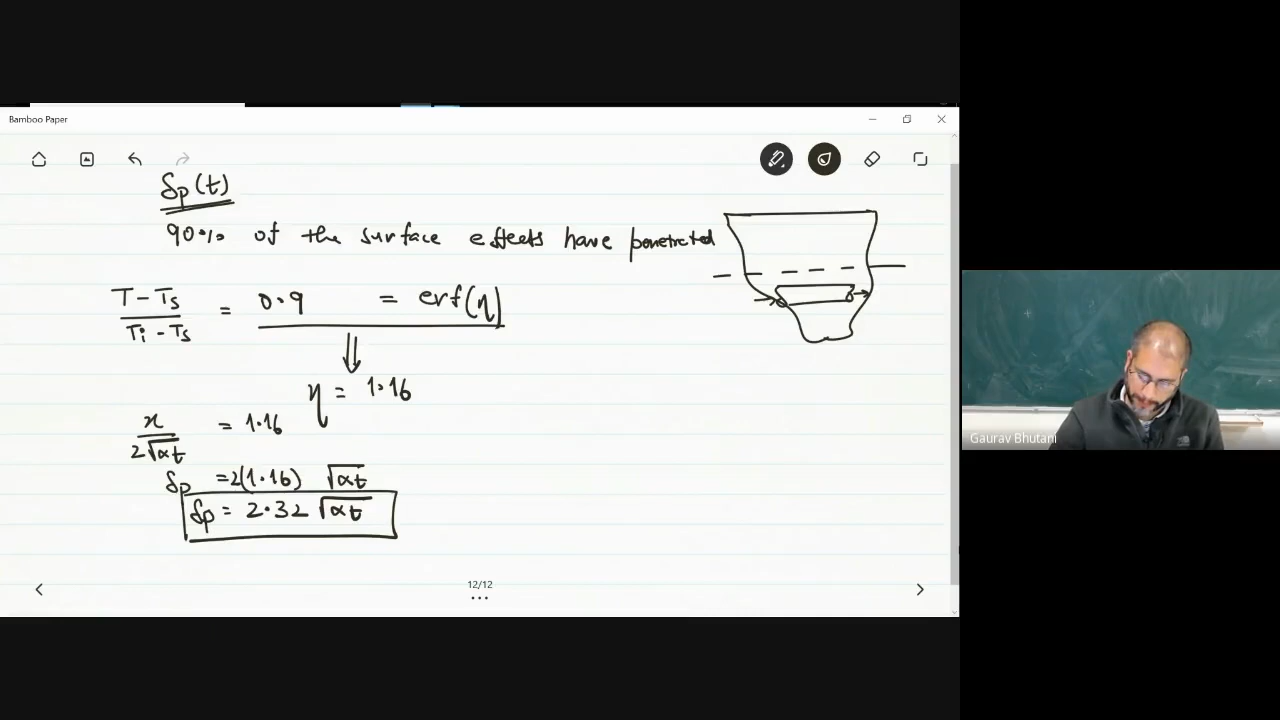 Bamboo Paper
δp(t)
90% of the surface effects have penetrated
(T - Ts)/(Ti - Ts) = 0.9 = erf(η)
⇓
η = 1.16
x/(2√αt) = 1.16
δp = 2(1.16) √αt
δp = 2.32 √αt
12/12
Gaurav Bhutani